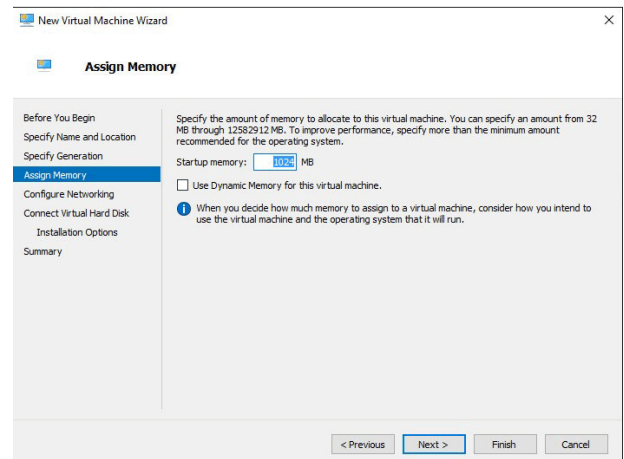 New Virtual Machine Wizard
Assign Memory
Before You Begin
Specify Name and Location
Specify Generation
Assign Memory
Configure Networking
Connect Virtual Hard Disk
Installation Options
Summary
Specify the amount of memory to allocate to this virtual machine. You can specify an amount from 32
MB through 12582912 MB. To improve performance, specify more than the minimum amount
recommended for the operating system.
Startup memory: 1024 MB
Use Dynamic Memory for this virtual machine.
When you decide how much memory to assign to a virtual machine, consider how you intend to
use the virtual machine and the operating system that it will run.
< Previous Next > Finish Cancel